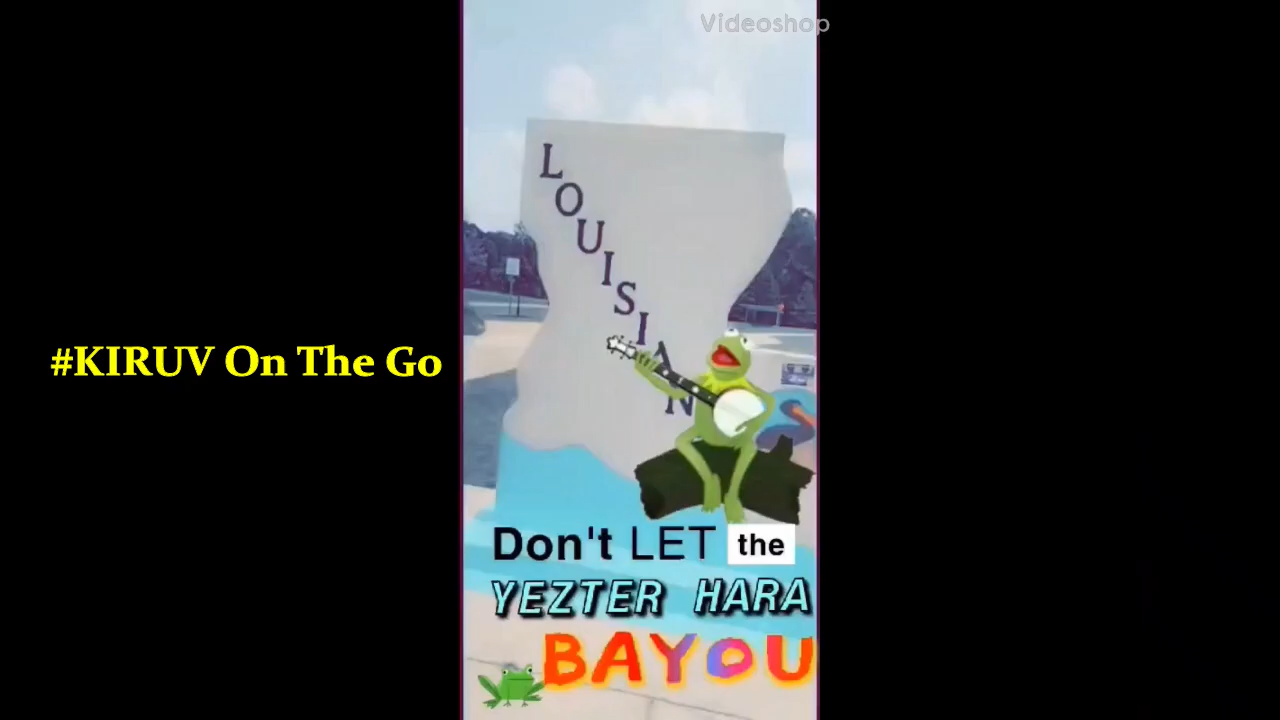 Videoshop
LOUISIAN
#KIRUV On The Go
Don't LET the
YEZTER HARA
BAYOU